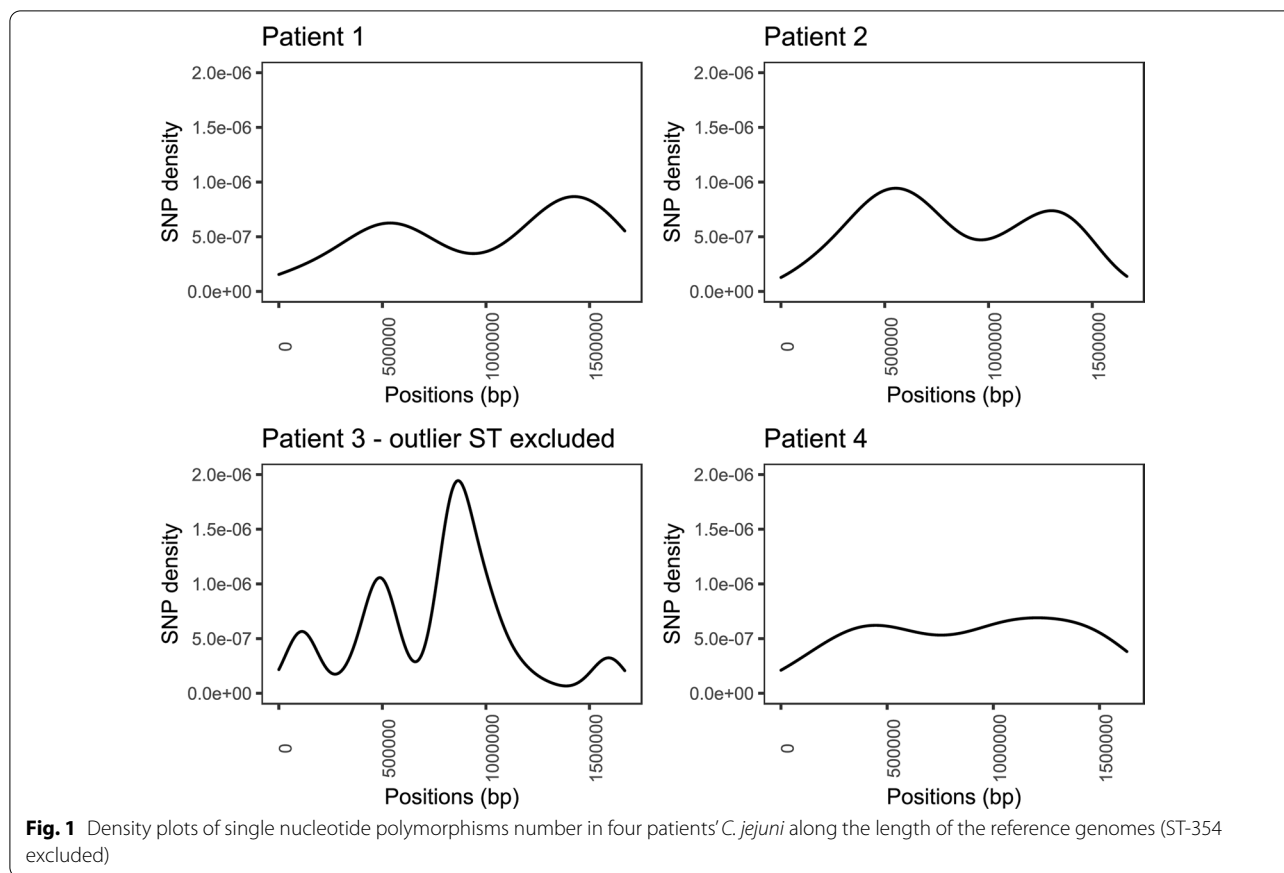 Patient 1
2.0e-06
1.5e-06
1.0e-06
5.0e-07
0.0e+00
SNP density
0
500000
1000000
1500000
Positions (bp)
Patient 2
2.0e-06
1.5e-06
1.0e-06
5.0e-07
0.0e+00
SNP density
0
500000
1000000
1500000
Positions (bp)
Patient 3 - outlier ST excluded
2.0e-06
1.5e-06
1.0e-06
5.0e-07
0.0e+00
SNP density
0
500000
1000000
1500000
Positions (bp)
Patient 4
2.0e-06
1.5e-06
1.0e-06
5.0e-07
0.0e+00
SNP density
0
500000
1000000
1500000
Positions (bp)
Fig. 1 Density plots of single nucleotide polymorphisms number in four patients' C. jejuni along the length of the reference genomes (ST-354
excluded)